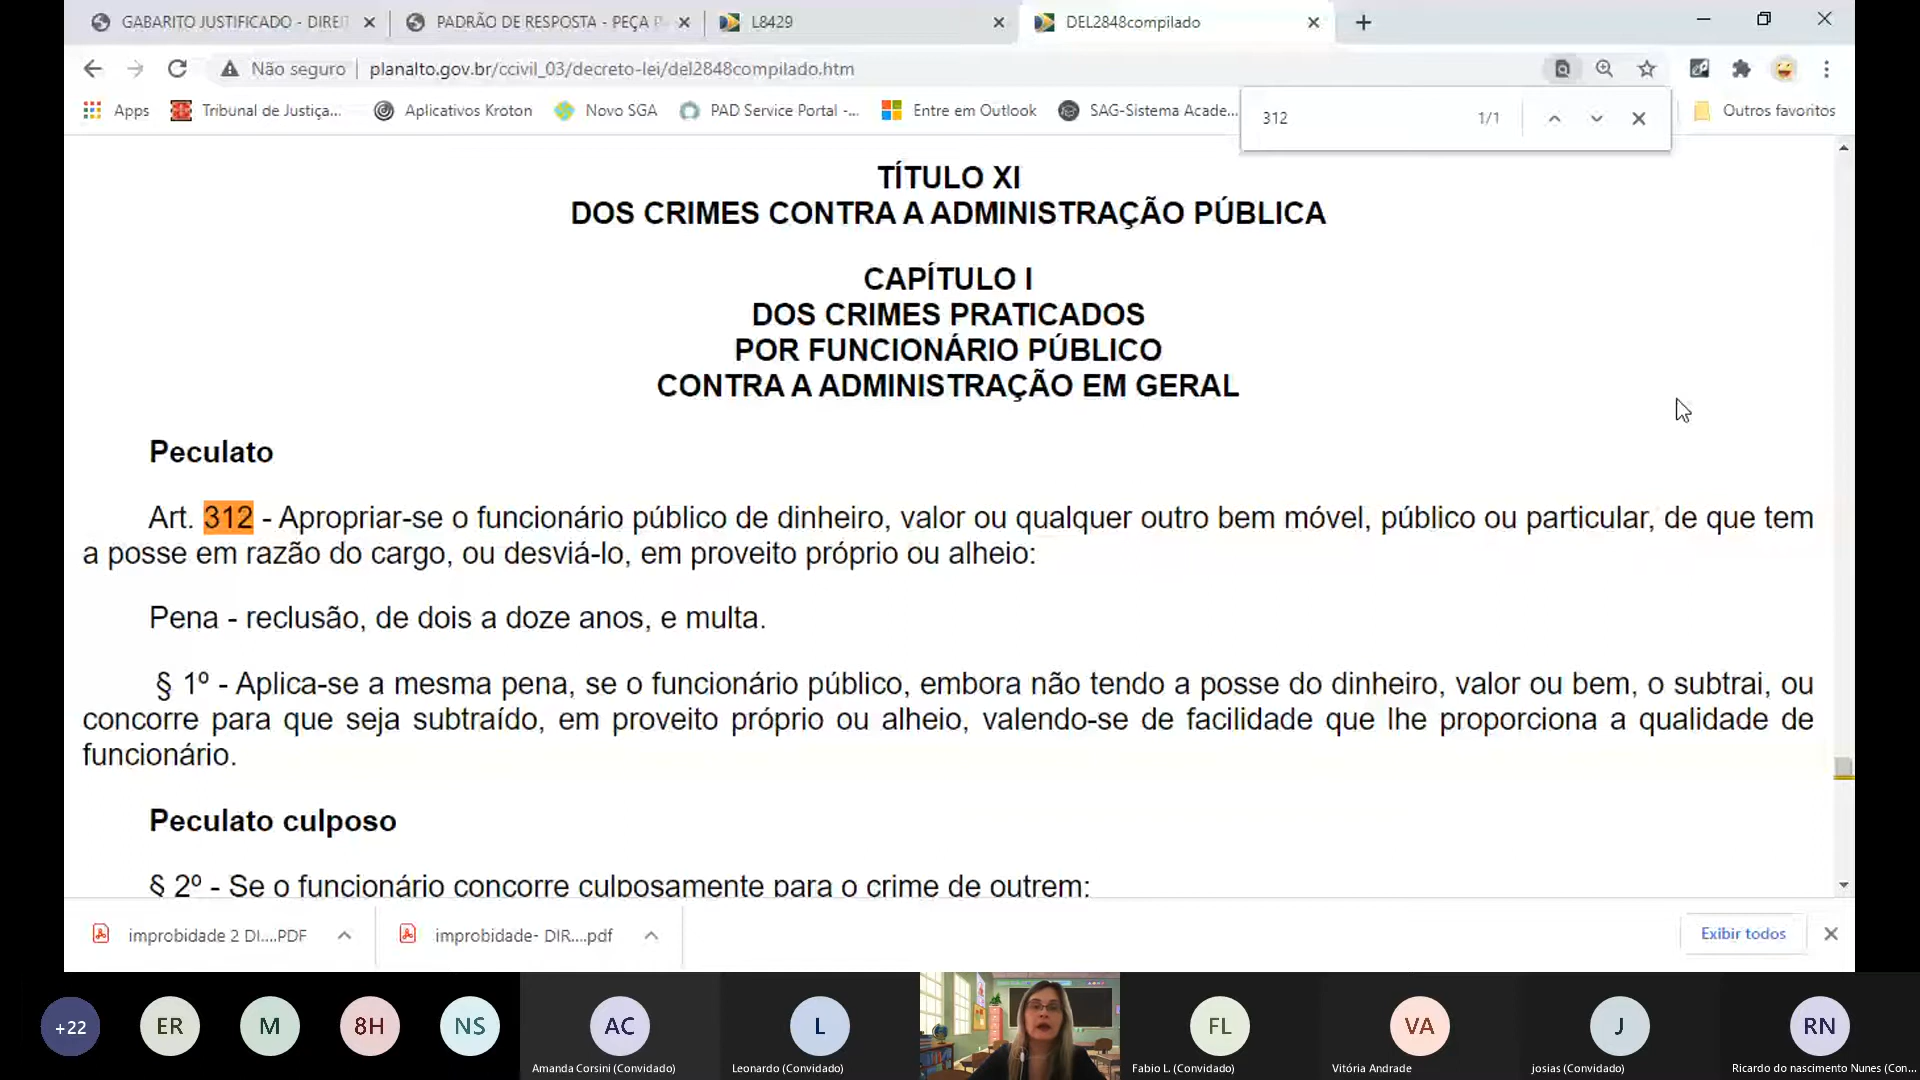 GABARITO JUSTIFICADO - DIREI
PADRÃO DE RESPOSTA - PEÇA P
L8429
DEL2848compilado
Não seguro
planalto.gov.br/ccivil_03/decreto-lei/del2848compilado.htm
Apps
Tribunal de Justiça...
Aplicativos Kroton
Novo SGA
PAD Service Portal -...
Entre em Outlook
SAG-Sistema Acade...
312
1/1
Outros favoritos
TÍTULO XI
DOS CRIMES CONTRA A ADMINISTRAÇÃO PÚBLICA
CAPÍTULO I
DOS CRIMES PRATICADOS
POR FUNCIONÁRIO PÚBLICO
CONTRA A ADMINISTRAÇÃO EM GERAL
Peculato
Art. 312 - Apropriar-se o funcionário público de dinheiro, valor ou qualquer outro bem móvel, público ou particular, de que tem
a posse em razão do cargo, ou desviá-lo, em proveito próprio ou alheio:
Pena - reclusão, de dois a doze anos, e multa.
§ 1º - Aplica-se a mesma pena, se o funcionário público, embora não tendo a posse do dinheiro, valor ou bem, o subtrai, ou
concorre para que seja subtraído, em proveito próprio ou alheio, valendo-se de facilidade que lhe proporciona a qualidade de
funcionário.
Peculato culposo
§ 2º - Se o funcionário concorre culposamente para o crime de outrem:
improbidade 2 DI....PDF
improbidade- DIR....pdf
Exibir todos
+22
ER
M
8H
NS
AC
L
FL
VA
J
RN
Amanda Corsini (Convidado)
Leonardo (Convidado)
Fabio L. (Convidado)
Vitória Andrade
josias (Convidado)
Ricardo do nascimento Nunes (Con...